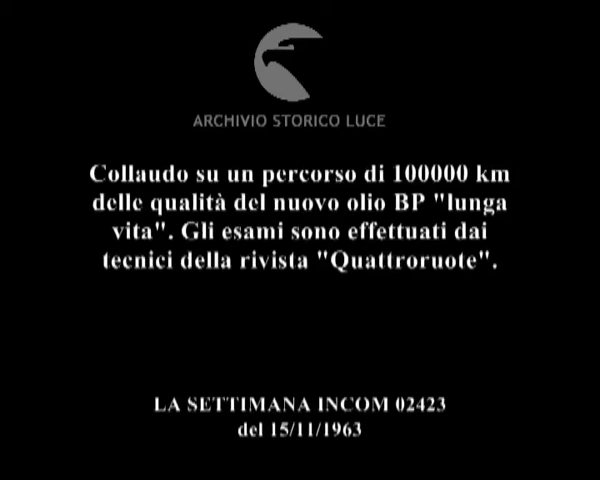 ARCHIVIO STORICO LUCE
Collaudo su un percorso di 100000 km
delle qualità del nuovo olio BP "lunga
vita". Gli esami sono effettuati dai
tecnici della rivista "Quattroruote".
LA SETTIMANA INCOM 02423
del 15/11/1963